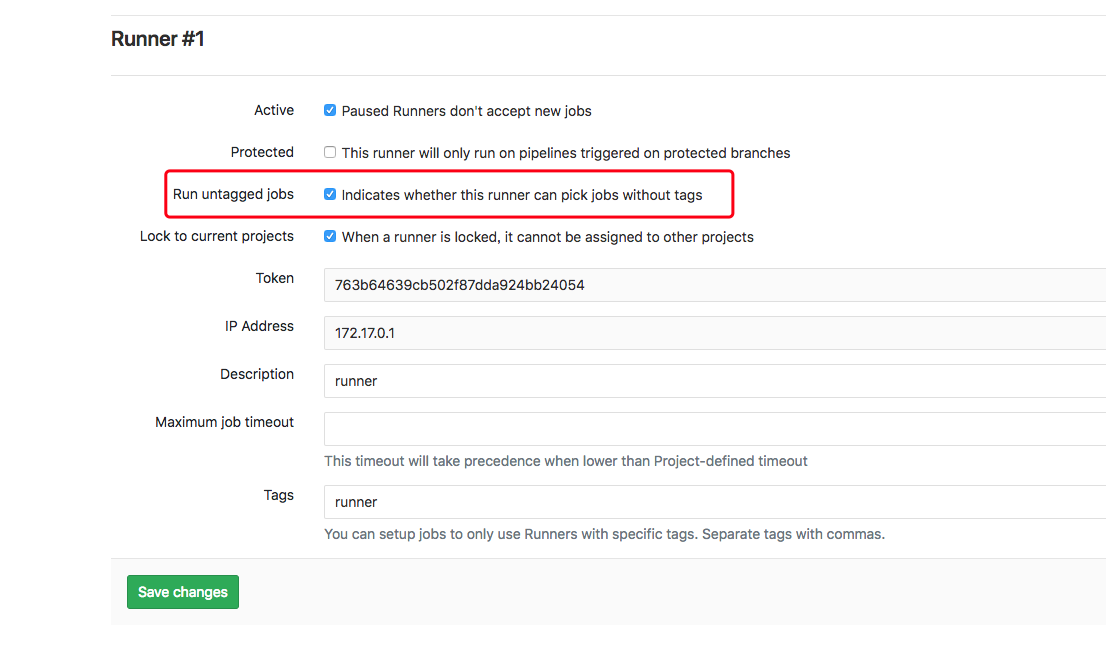 Runner #1
Active Paused Runners don't accept new jobs
Protected This runner will only run on pipelines triggered on protected branches
Run untagged jobs Indicates whether this runner can pick jobs without tags
Lock to current projects When a runner is locked, it cannot be assigned to other projects
Token 763b64639cb502f87dda924bb24054
IP Address 172.17.0.1
Description runner
Maximum job timeout
This timeout will take precedence when lower than Project-defined timeout
Tags runner
You can setup jobs to only use Runners with specific tags. Separate tags with commas.
Save changes